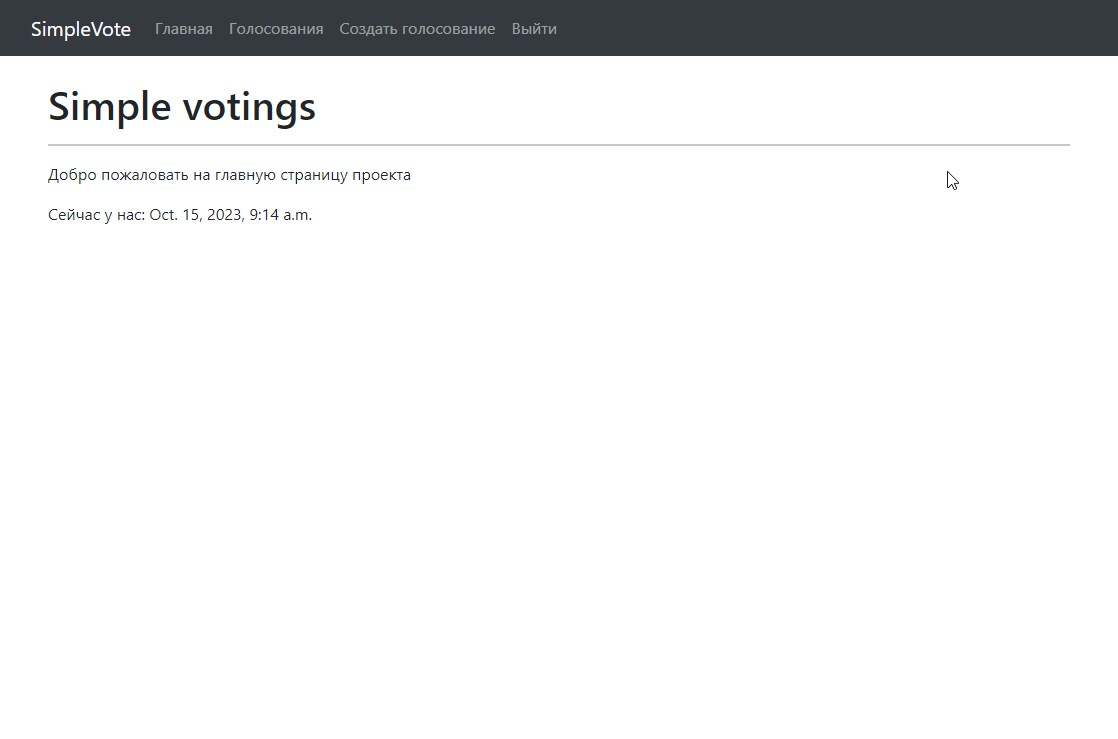 SimpleVote Главная Голосования Создать голосование Выйти
Simple votings
Добро пожаловать на главную страницу проекта
Сейчас у нас: Oct. 15, 2023, 9:14 a.m.